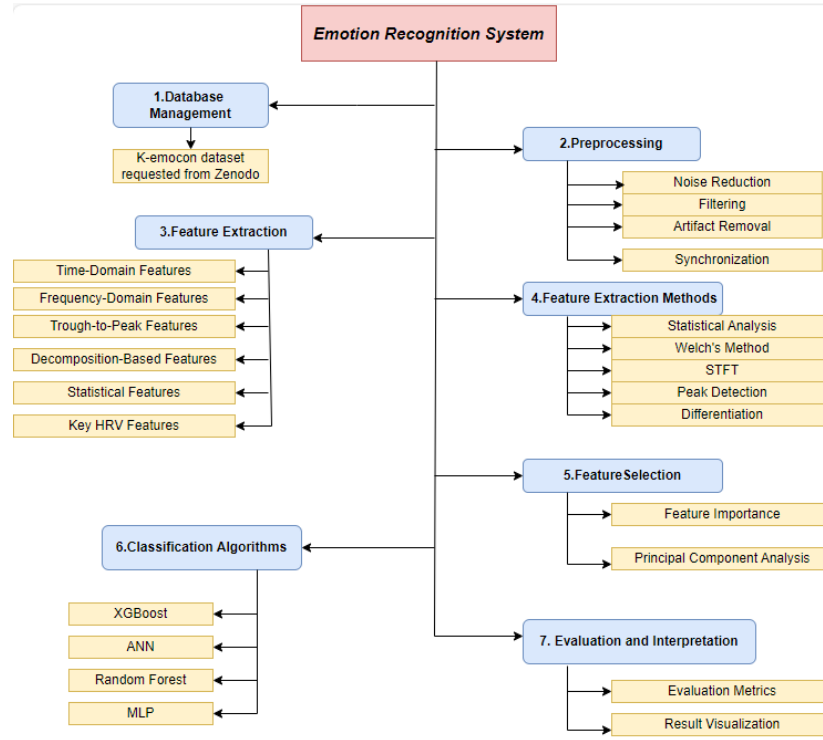 Emotion Recognition System
1.Database
Management
K-emocon dataset
requested from Zenodo
2.Preprocessing
Noise Reduction
Filtering
Artifact Removal
Synchronization
3.Feature Extraction
Time-Domain Features
Frequency-Domain Features
Trough-to-Peak Features
Decomposition-Based Features
Statistical Features
Key HRV Features
4.Feature Extraction Methods
Statistical Analysis
Welch's Method
STFT
Peak Detection
Differentiation
5.FeatureSelection
Feature Importance
Principal Component Analysis
6.Classification Algorithms
XGBoost
ANN
Random Forest
MLP
7. Evaluation and Interpretation
Evaluation Metrics
Result Visualization